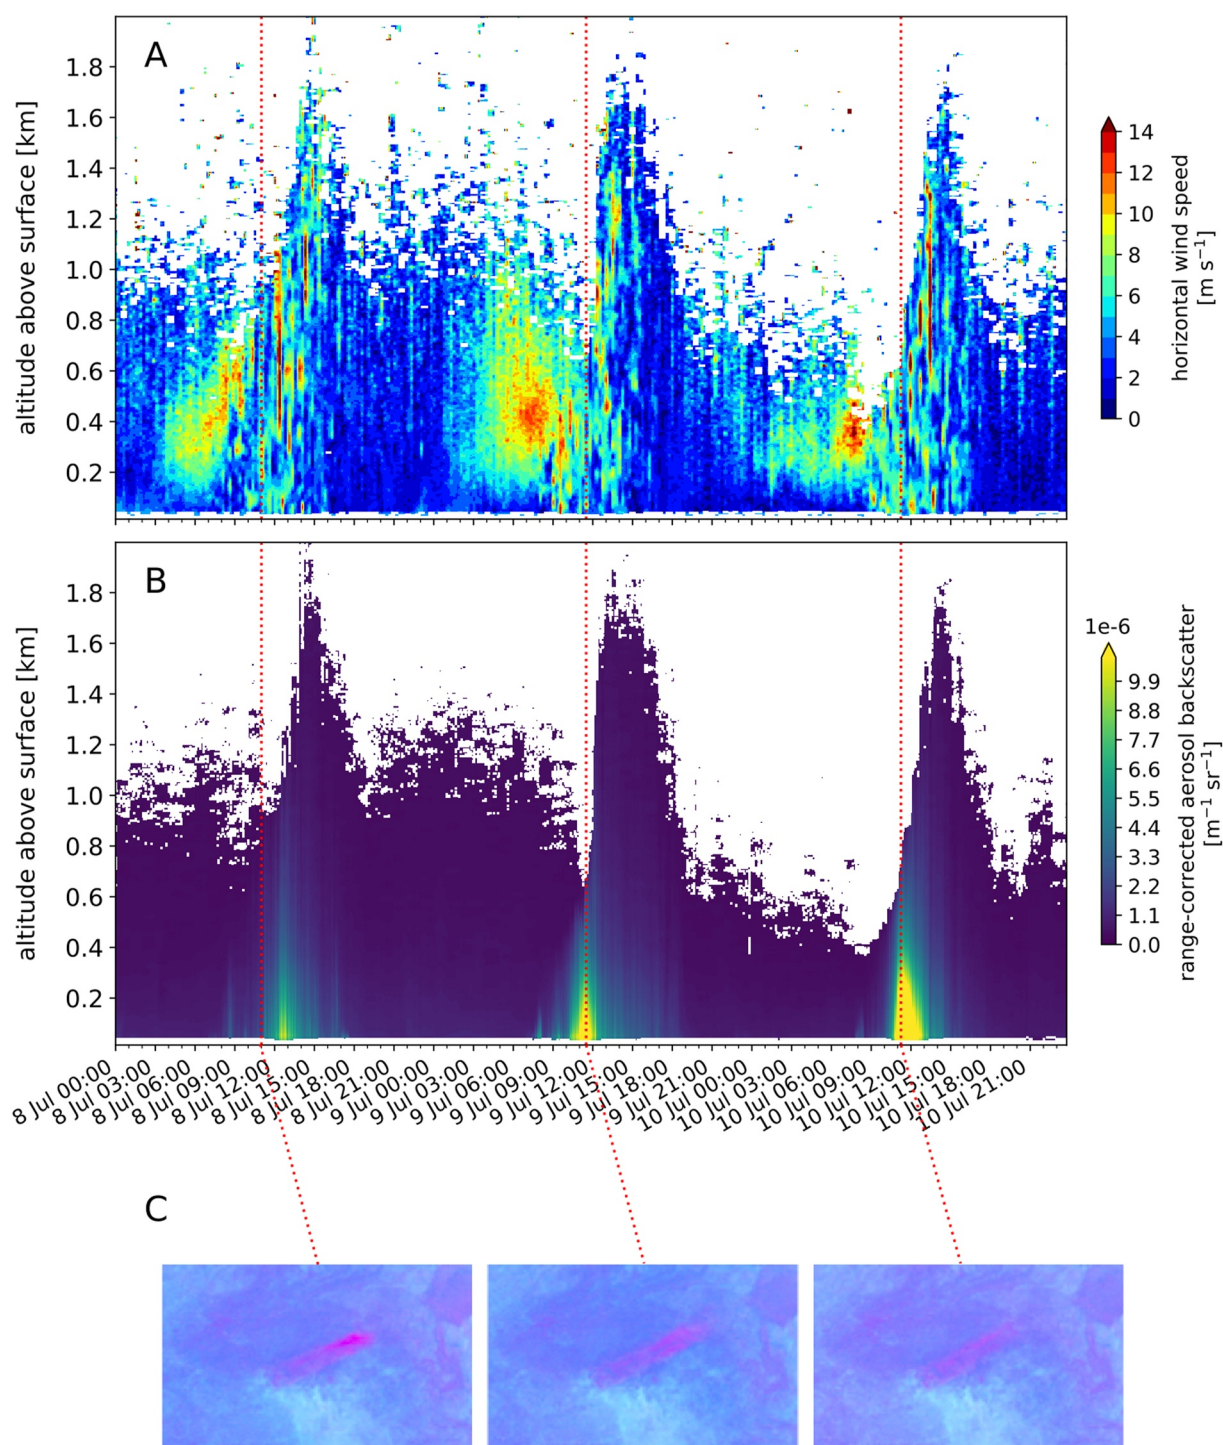 A
altitude above surface [km]
1.8
1.6
1.4
1.2
1.0
0.8
0.6
0.4
0.2
14
12
10
8
6
4
2
0
horizontal wind speed
[m s⁻¹]
B
altitude above surface [km]
1.8
1.6
1.4
1.2
1.0
0.8
0.6
0.4
0.2
1e-6
9.9
8.8
7.7
6.6
5.5
4.4
3.3
2.2
1.1
0.0
range-corrected aerosol backscatter
[m⁻¹ sr⁻¹]
8 Jul 00:00
8 Jul 03:00
8 Jul 06:00
8 Jul 09:00
8 Jul 12:00
8 Jul 15:00
8 Jul 18:00
8 Jul 21:00
9 Jul 00:00
9 Jul 03:00
9 Jul 06:00
9 Jul 09:00
9 Jul 12:00
9 Jul 15:00
9 Jul 18:00
9 Jul 21:00
10 Jul 00:00
10 Jul 03:00
10 Jul 06:00
10 Jul 09:00
10 Jul 12:00
10 Jul 15:00
10 Jul 18:00
10 Jul 21:00
C